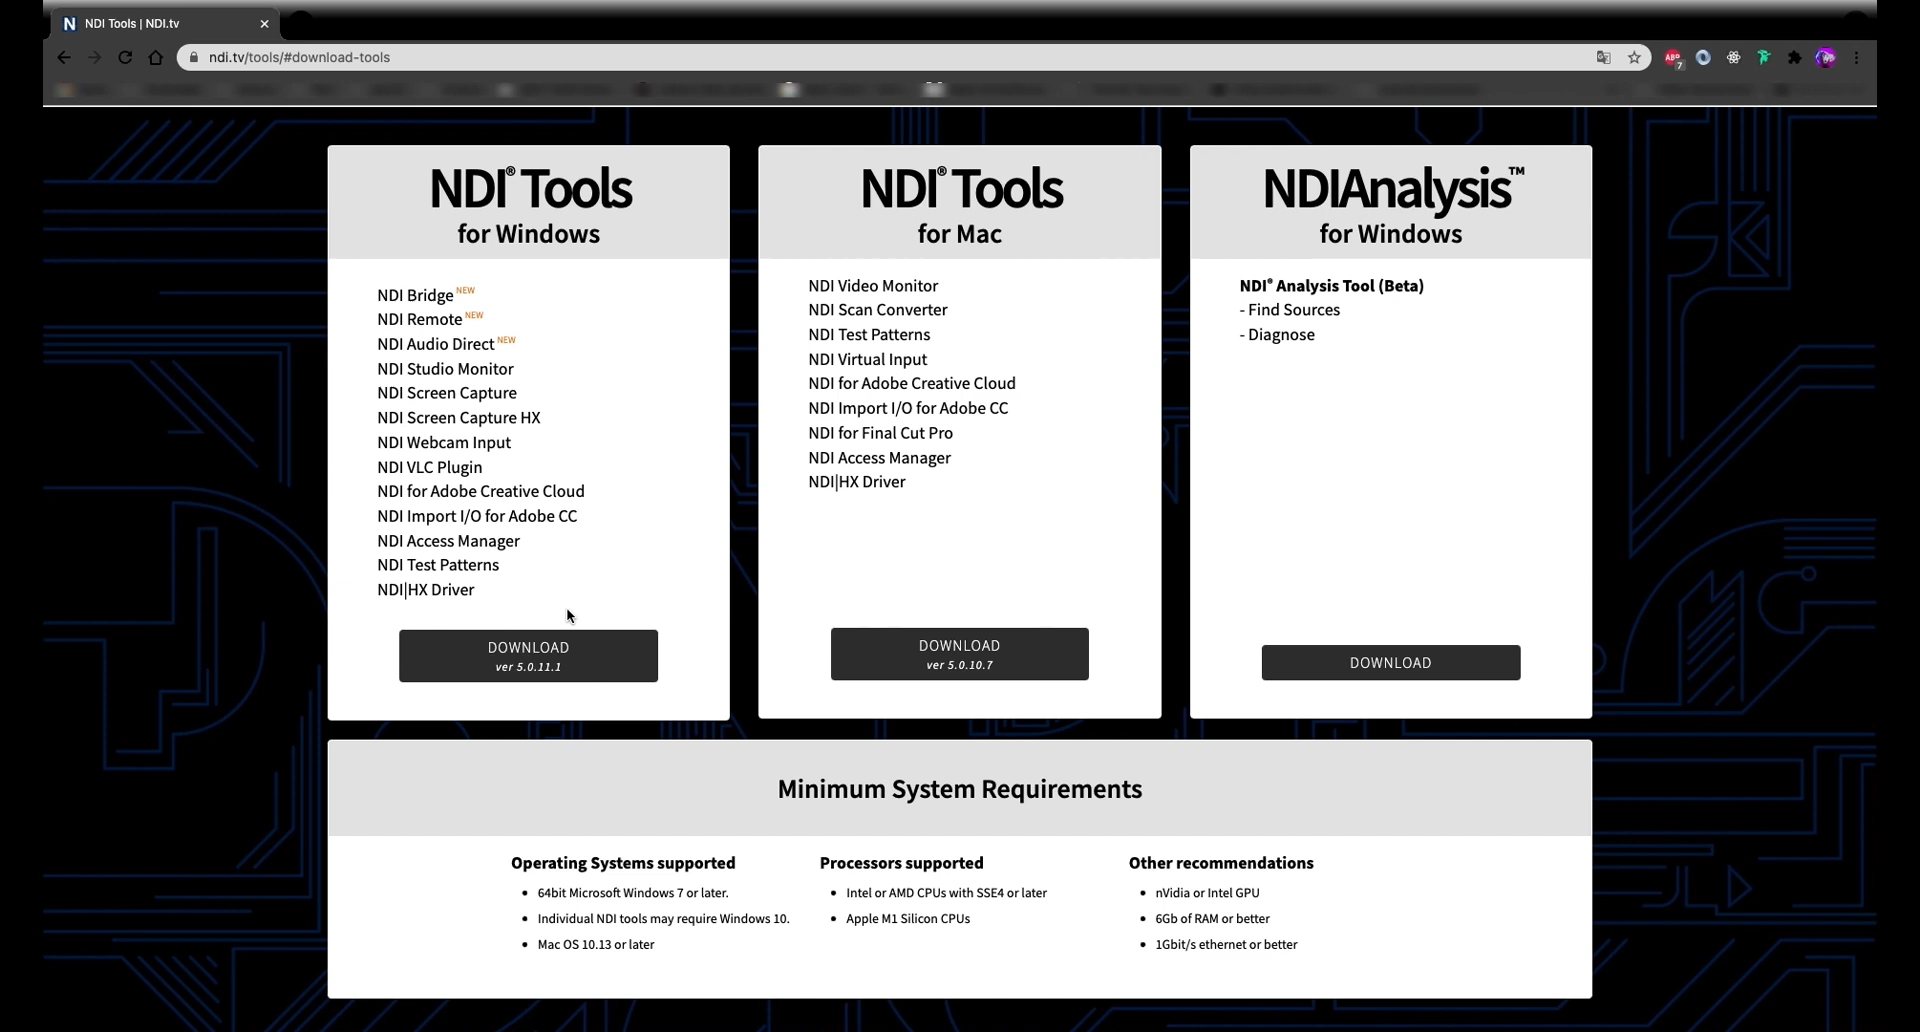 NDI Tools | NDI.tv
ndi.tv/tools/#download-tools
ABP
7
NDI® Tools
for Windows
NDI Bridge NEW
NDI Remote NEW
NDI Audio Direct NEW
NDI Studio Monitor
NDI Screen Capture
NDI Screen Capture HX
NDI Webcam Input
NDI VLC Plugin
NDI for Adobe Creative Cloud
NDI Import I/O for Adobe CC
NDI Access Manager
NDI Test Patterns
NDI|HX Driver
DOWNLOAD
ver 5.0.11.1
NDI® Tools
for Mac
NDI Video Monitor
NDI Scan Converter
NDI Test Patterns
NDI Virtual Input
NDI for Adobe Creative Cloud
NDI Import I/O for Adobe CC
NDI for Final Cut Pro
NDI Access Manager
NDI|HX Driver
DOWNLOAD
ver 5.0.10.7
NDIAnalysis™
for Windows
NDI® Analysis Tool (Beta)
- Find Sources
- Diagnose
DOWNLOAD
Minimum System Requirements
Operating Systems supported
• 64bit Microsoft Windows 7 or later.
• Individual NDI tools may require Windows 10.
• Mac OS 10.13 or later
Processors supported
• Intel or AMD CPUs with SSE4 or later
• Apple M1 Silicon CPUs
Other recommendations
• nVidia or Intel GPU
• 6Gb of RAM or better
• 1Gbit/s ethernet or better